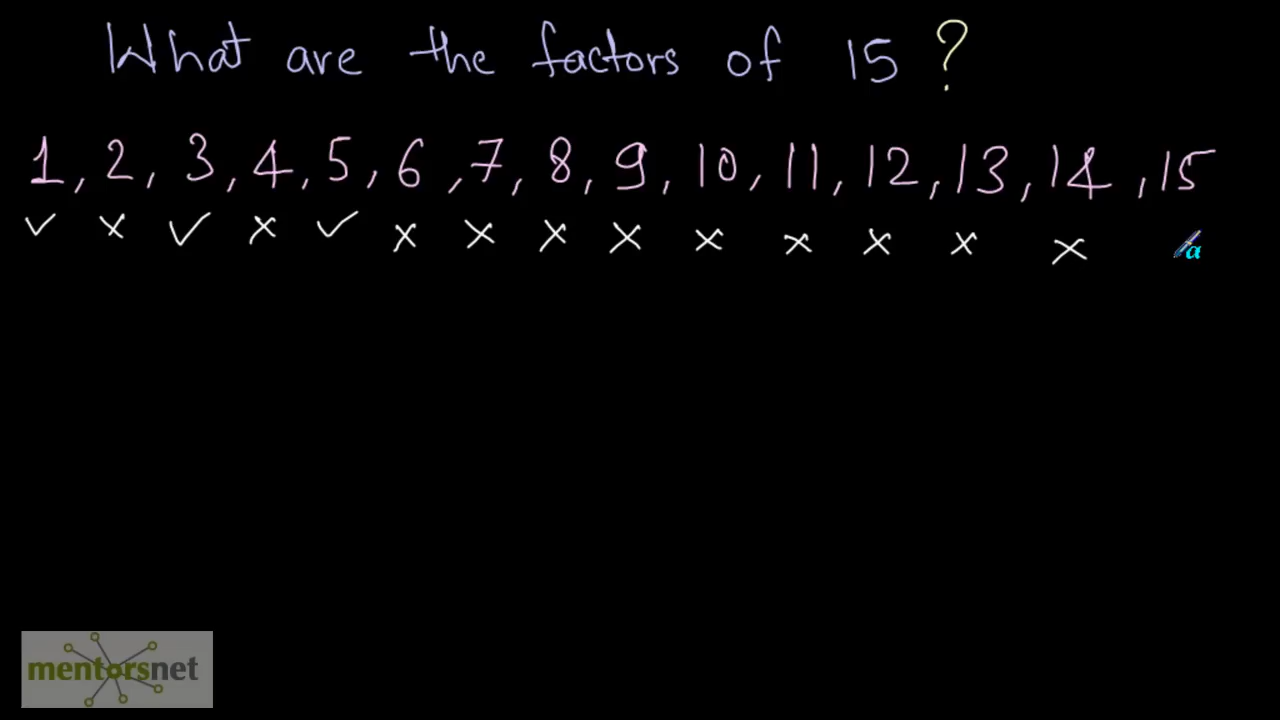 What are the factors of 15 ?
1, 2, 3, 4, 5, 6, 7, 8, 9, 10, 11, 12, 13, 14, 15
✓ × ✓ × ✓ × × × × × × × × × a
mentorsnet